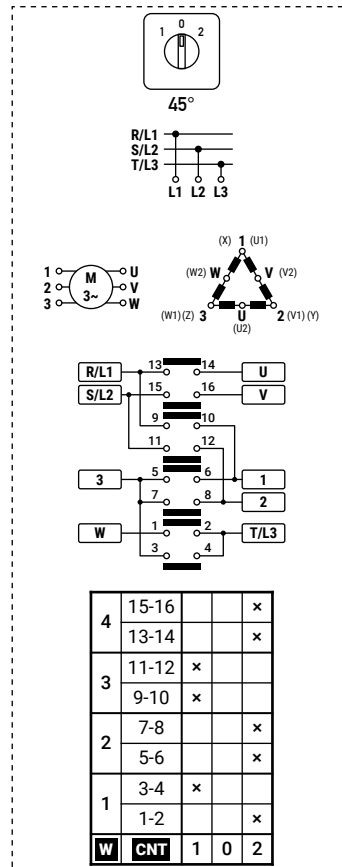 0
1 2
45°
R/L1
S/L2
T/L3
L1 L2 L3
(X) 1 (U1)
1 M U
2 3~ V
3 W
(W2) W V (V2)
(W1)(Z) 3 U 2 (V1)(Y)
(U2)
R/L1 13 14 U
S/L2 15 16 V
9 10
11 12
3 5 6 1
7 8 2
W 1 2 T/L3
3 4
4 15-16 ×
13-14 ×
3 11-12 ×
9-10 ×
2 7-8 ×
5-6 ×
1 3-4 ×
1-2 ×
W CNT 1 0 2